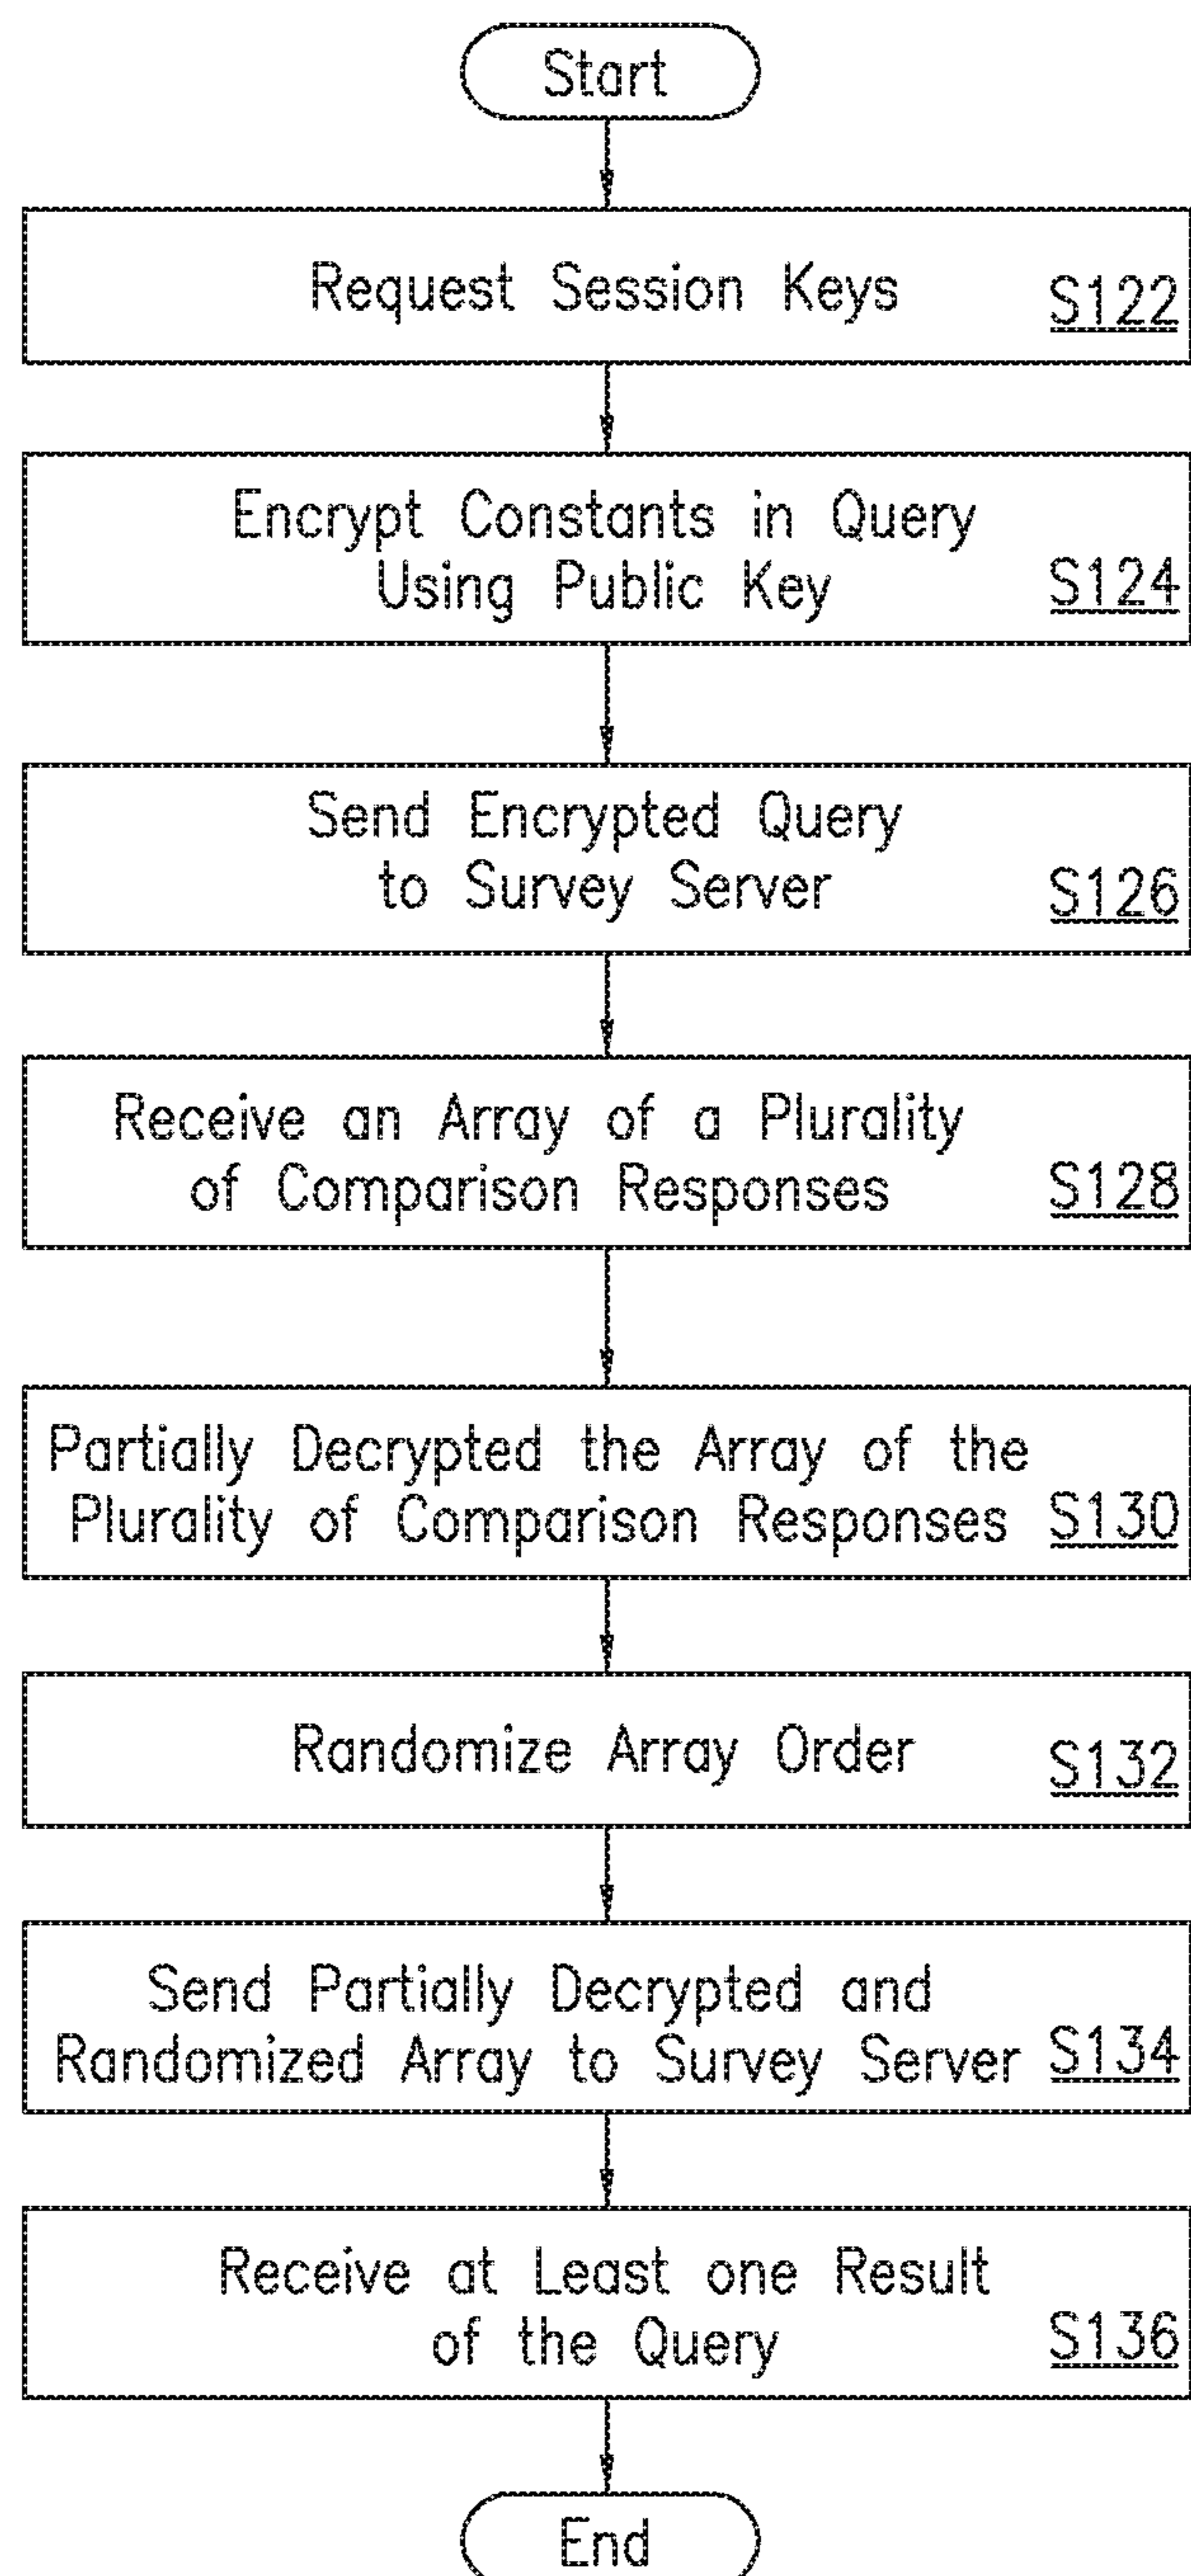 Start
Request Session Keys S122
Encrypt Constants in Query
Using Public Key S124
Send Encrypted Query
to Survey Server S126
Receive an Array of a Plurality
of Comparison Responses S128
Partially Decrypted the Array of the
Plurality of Comparison Responses S130
Randomize Array Order S132
Send Partially Decrypted and
Randomized Array to Survey Server S134
Receive at Least one Result
of the Query S136
End